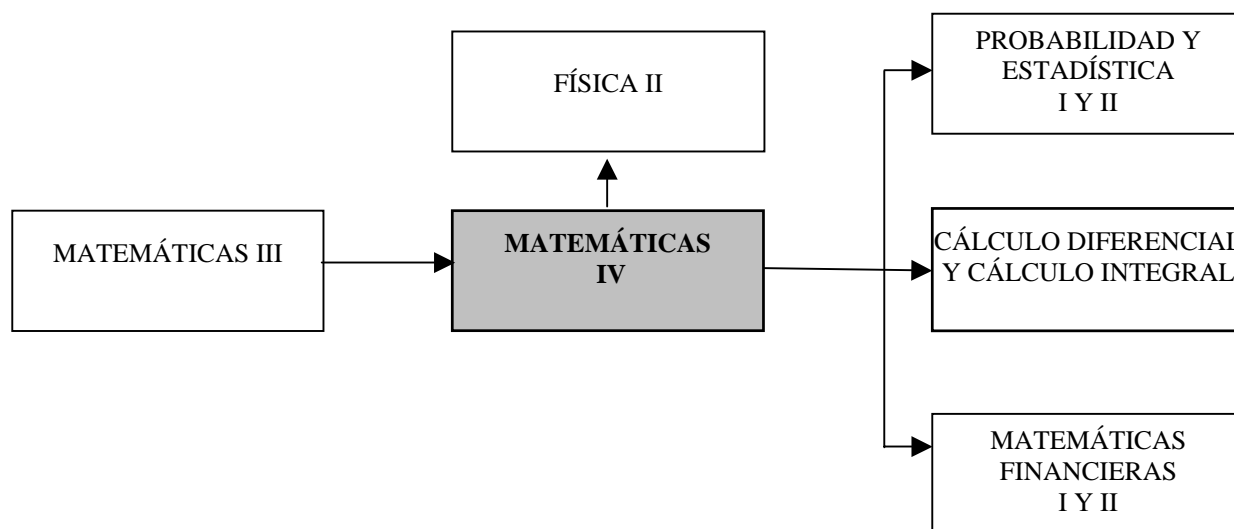 PROBABILIDAD Y
ESTADÍSTICA
I Y II
FÍSICA II
MATEMÁTICAS III
MATEMÁTICAS
IV
CÁLCULO DIFERENCIAL
Y CÁLCULO INTEGRAL
MATEMÁTICAS
FINANCIERAS
I Y II